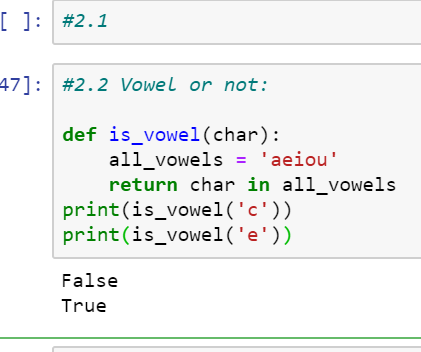 [ ]:
#2.1
47]:
#2.2 Vowel or not:
def is_vowel(char):
    all_vowels = 'aeiou'
    return char in all_vowels
print(is_vowel('c'))
print(is_vowel('e'))
False
True